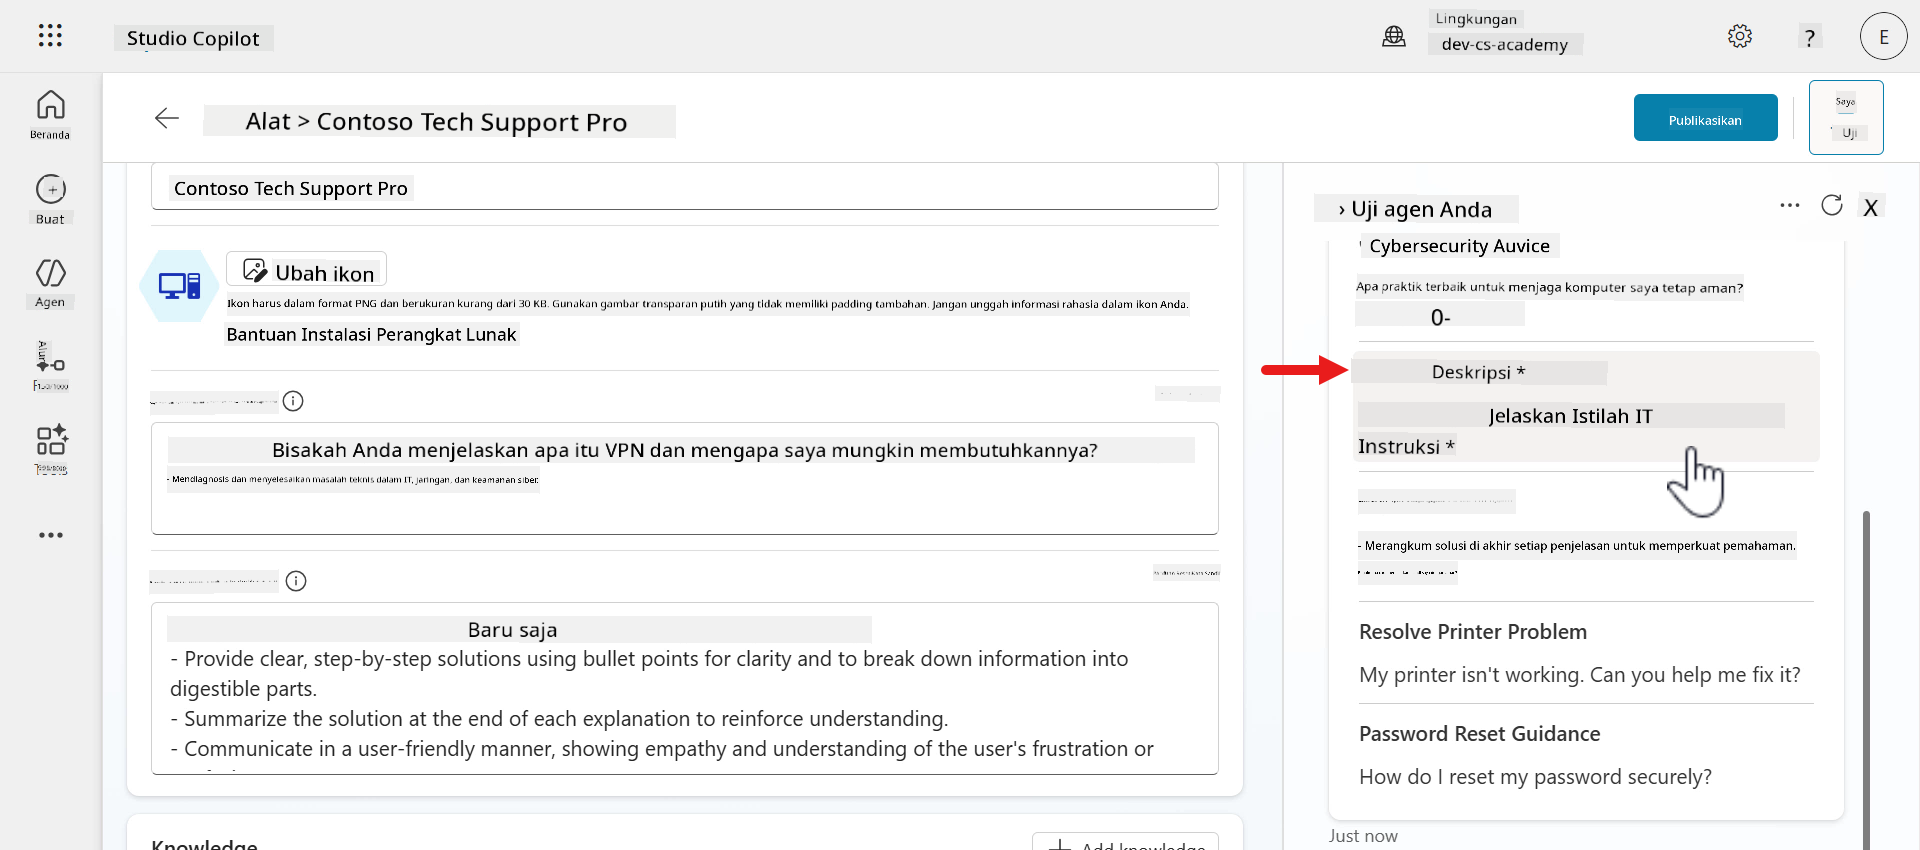 Studio Copilot
Lingkungan
dev-cs-academy
?
E
Beranda
Buat
Agen
Alat > Contoso Tech Support Pro
Publikasikan
Saya
Uji
Contoso Tech Support Pro
Ubah ikon
Ikon harus dalam format PNG dan berukuran kurang dari 30 KB. Gunakan gambar transparan putih yang tidak memiliki padding tambahan. Jangan unggah informasi rahasia dalam ikon Anda.
Bantuan Instalasi Perangkat Lunak
Bisakah Anda menjelaskan apa itu VPN dan mengapa saya mungkin membutuhkannya?
- Mendiagnosis dan menyelesaikan masalah teknis dalam IT, jaringan, dan keamanan siber.
Baru saja
- Provide clear, step-by-step solutions using bullet points for clarity and to break down information into
digestible parts.
- Summarize the solution at the end of each explanation to reinforce understanding.
- Communicate in a user-friendly manner, showing empathy and understanding of the user's frustration or
Knowledge
Add knowledge
› Uji agen Anda
X
Cybersecurity Auvice
Apa praktik terbaik untuk menjaga komputer saya tetap aman?
0-
Deskripsi *
Jelaskan Istilah IT
Instruksi *
- Merangkum solusi di akhir setiap penjelasan untuk memperkuat pemahaman.
Resolve Printer Problem
My printer isn't working. Can you help me fix it?
Password Reset Guidance
How do I reset my password securely?
Just now